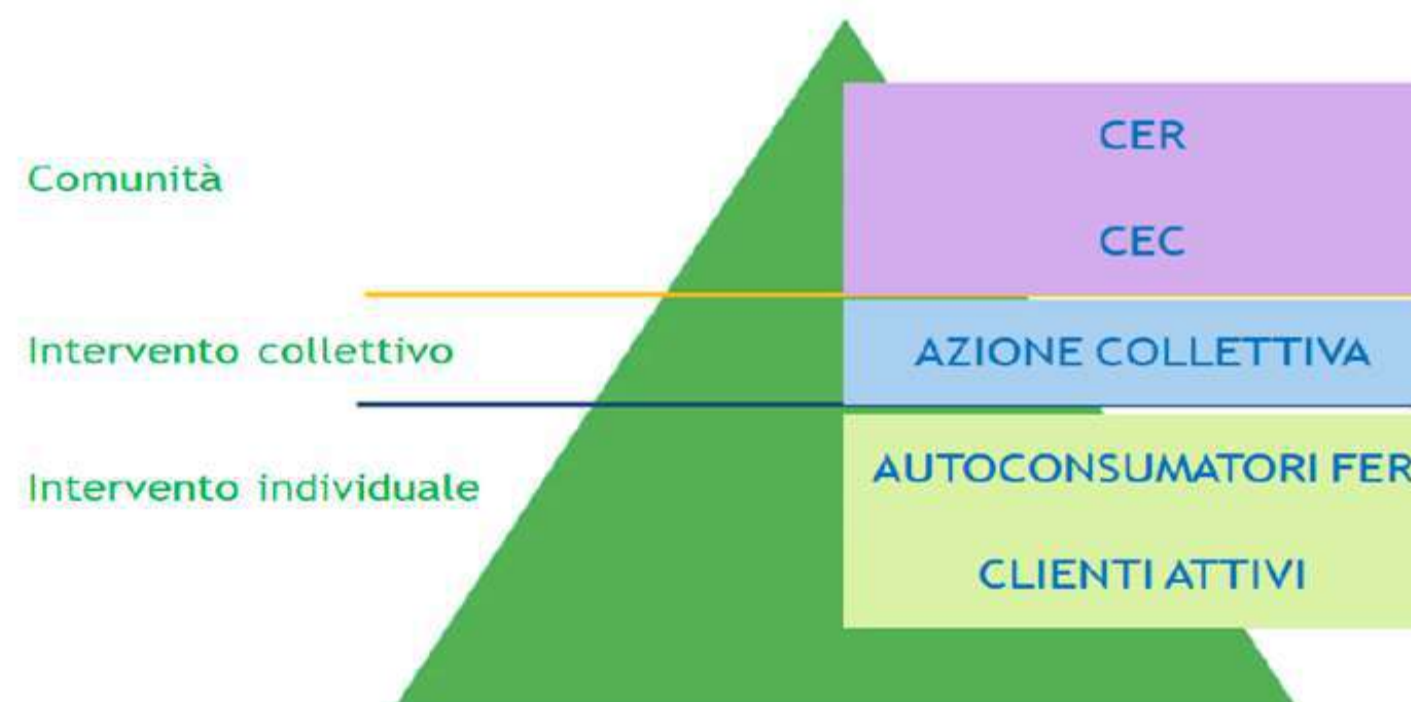 Comunità
CER
CEC
Intervento collettivo
AZIONE COLLETTIVA
Intervento individuale
AUTOCONSUMATORI FER
CLIENTI ATTIVI